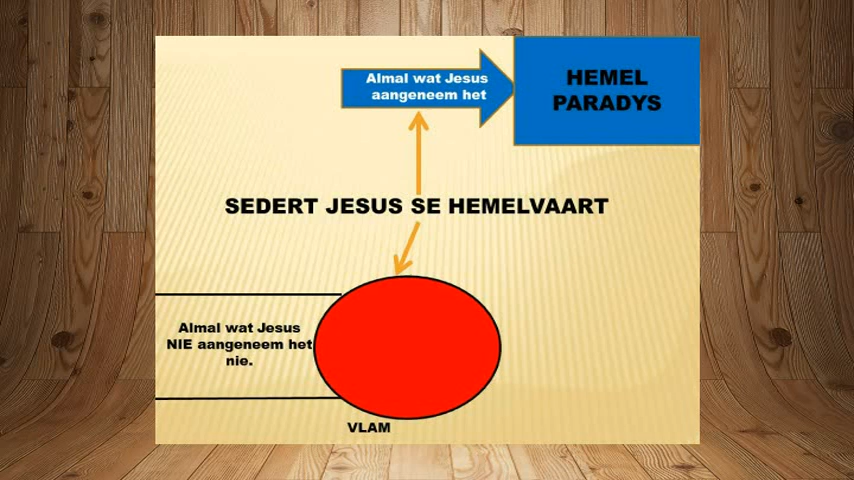 Almal wat Jesus
aangeneem het
HEMEL
PARADYS
SEDERT JESUS SE HEMELVAART
Almal wat Jesus
NIE aangeneem het
nie.
VLAM